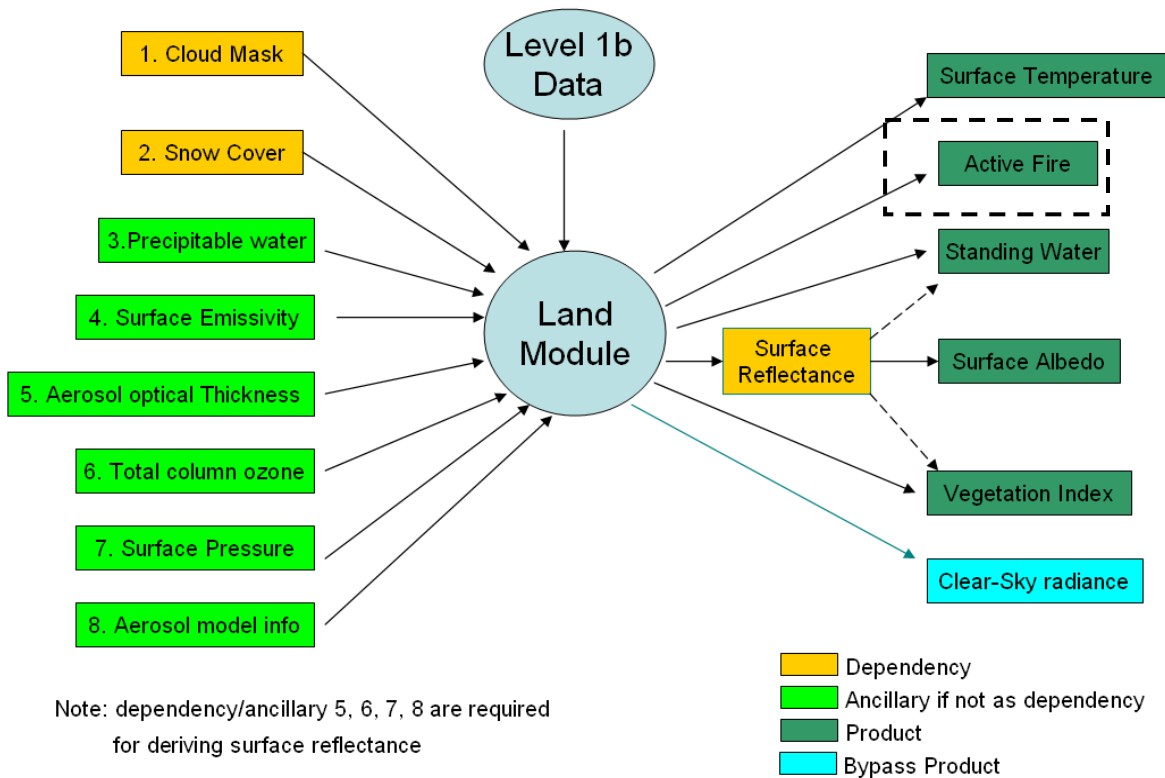 1. Cloud Mask
2. Snow Cover
3.Precipitable water
4. Surface Emissivity
5. Aerosol optical Thickness
6. Total column ozone
7. Surface Pressure
8. Aerosol model info
Level 1b
Data
Land
Module
Surface
Reflectance
Surface Temperature
Active Fire
Standing Water
Surface Albedo
Vegetation Index
Clear-Sky radiance
Note: dependency/ancillary 5, 6, 7, 8 are required
for deriving surface reflectance
Dependency
Ancillary if not as dependency
Product
Bypass Product